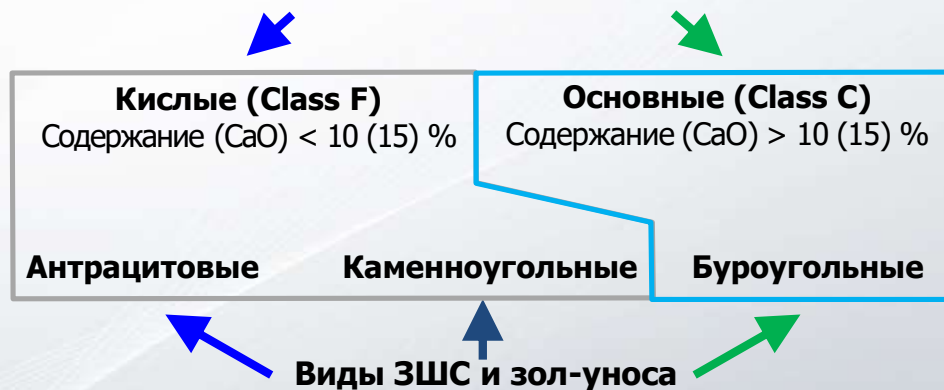 Кислые (Class F)
Содержание (CaO) < 10 (15) %
Основные (Class C)
Содержание (CaO) > 10 (15) %
Антрацитовые
Каменноугольные
Буроугольные
Виды ЗШС и зол-уноса